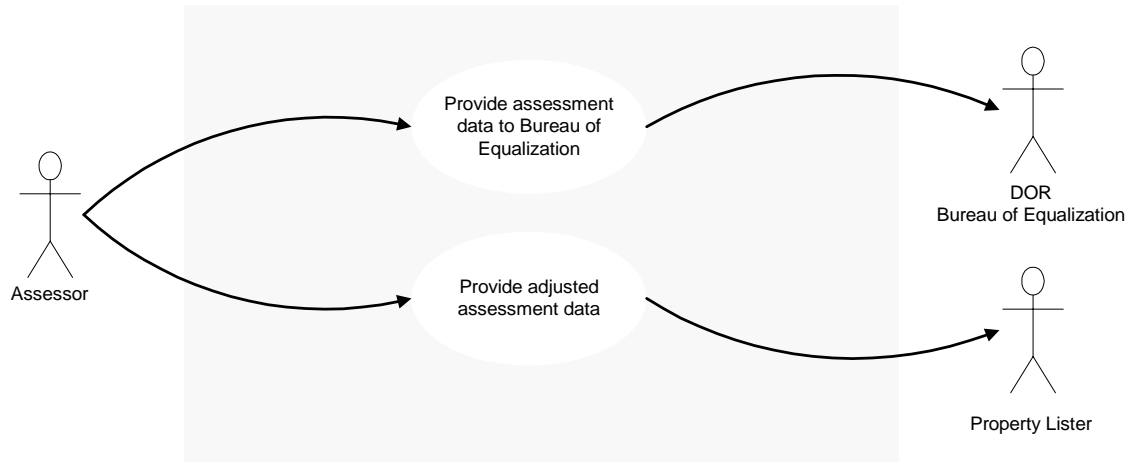 Provide assessment
data to Bureau of
Equalization
DOR
Bureau of Equalization
Assessor
Provide adjusted
assessment data
Property Lister